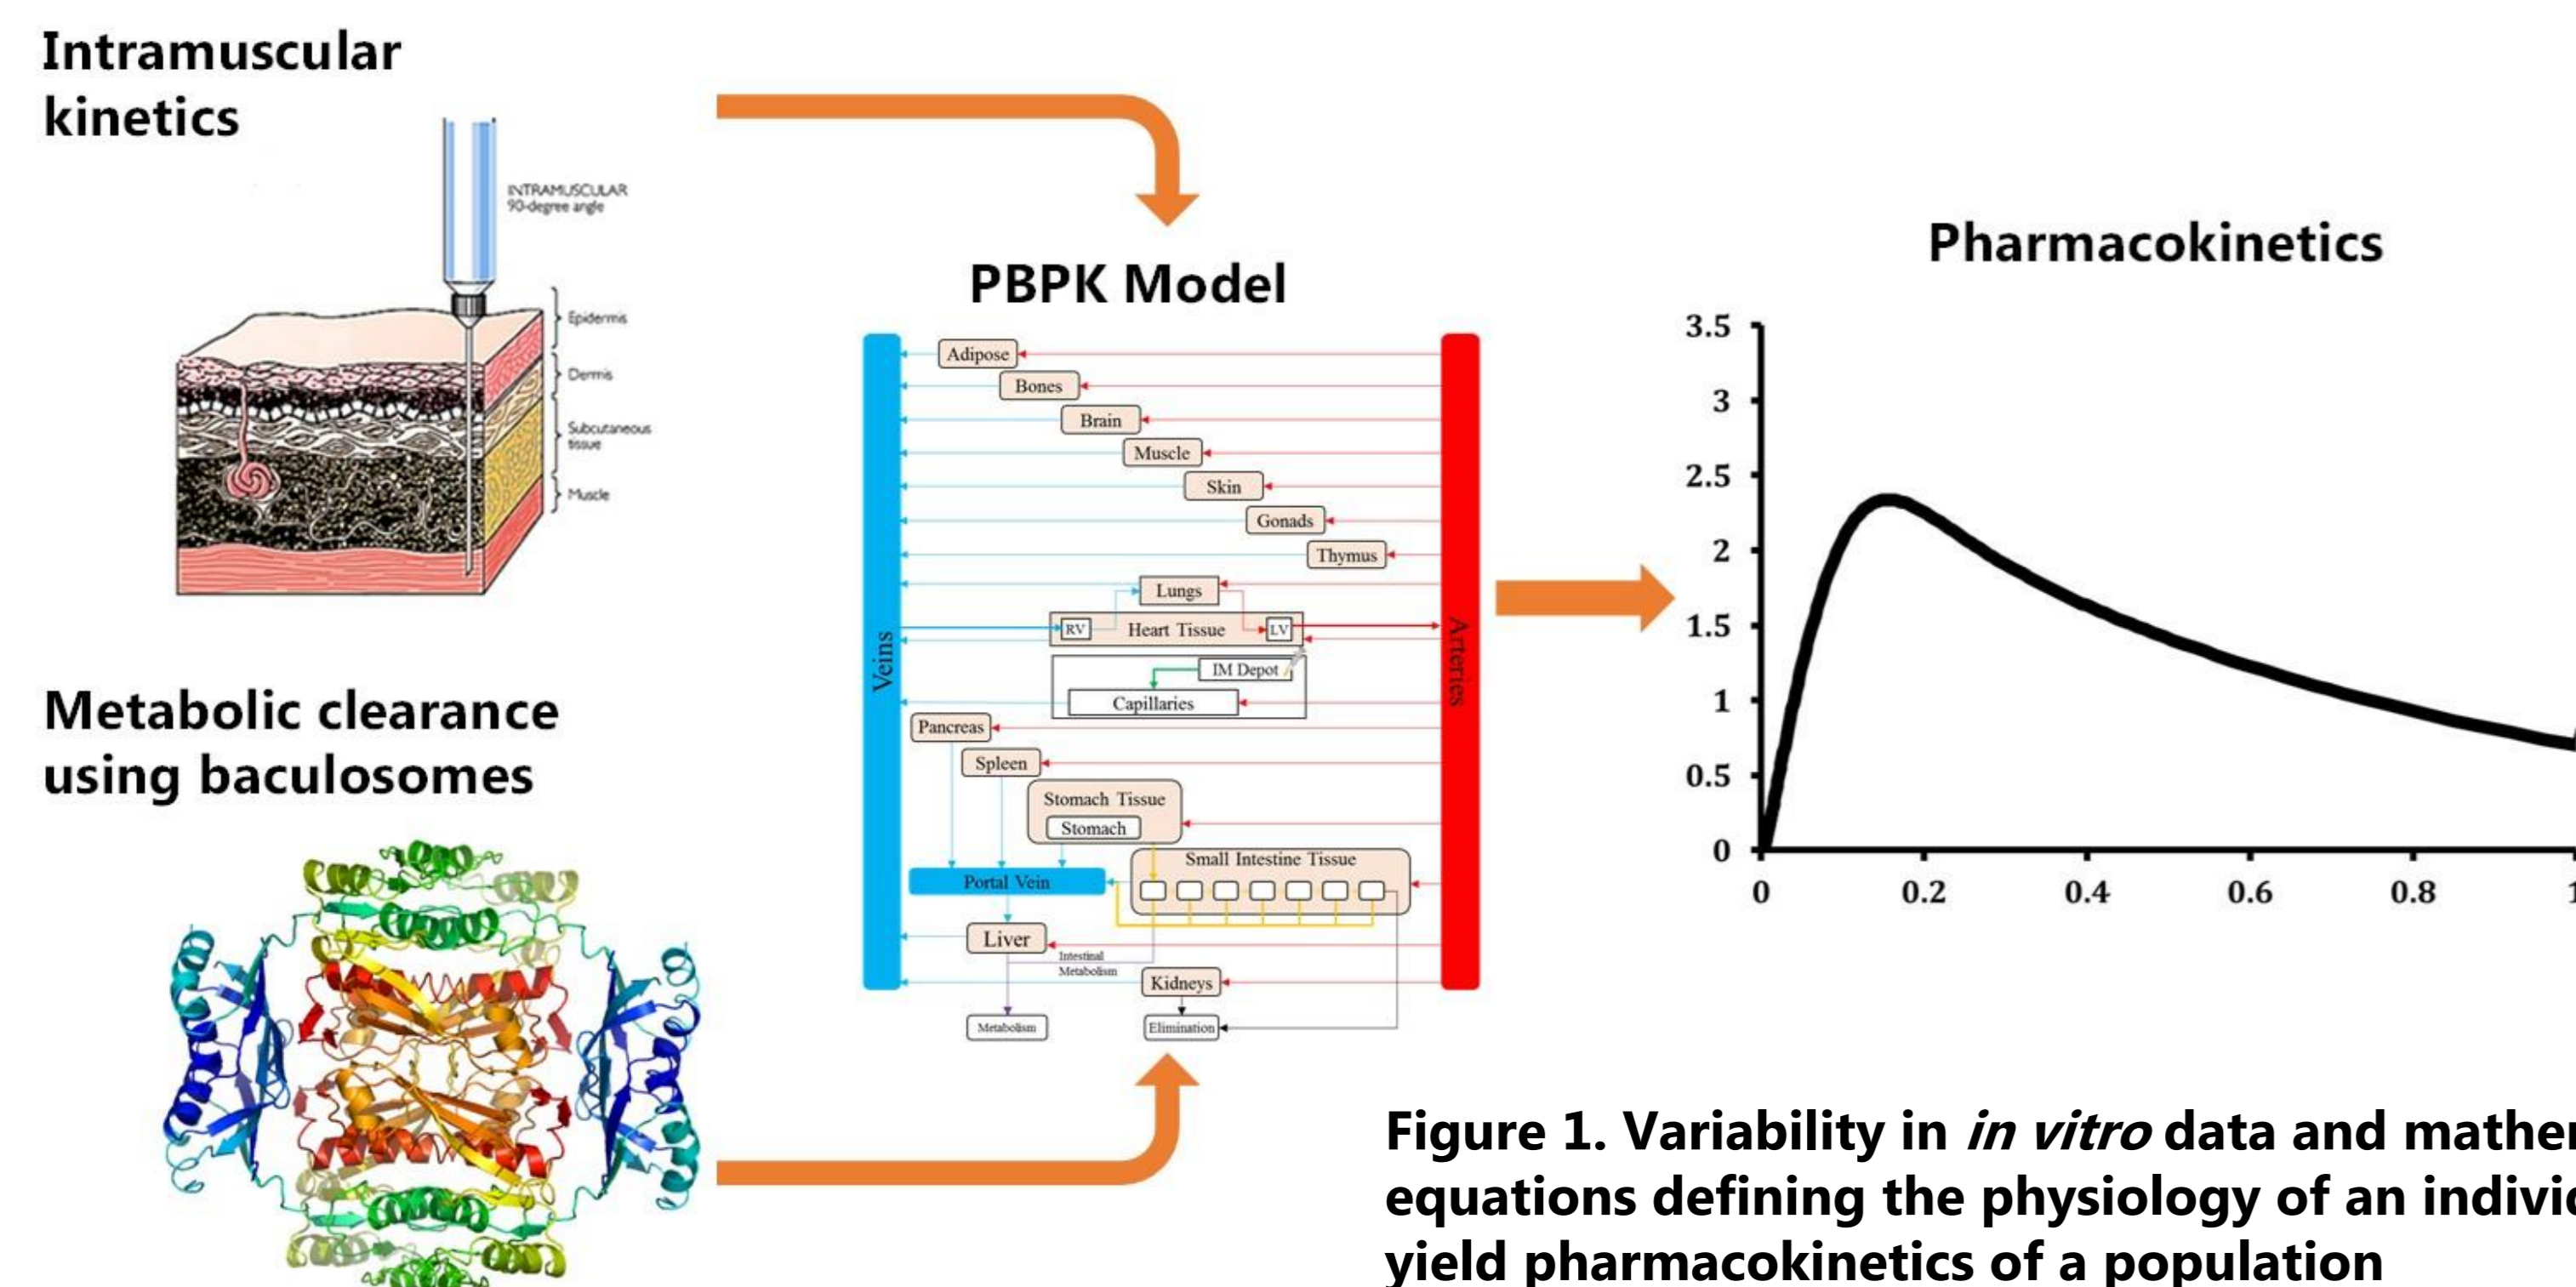 Intramuscular
kinetics
INTRAMUSCULAR
90-degree angle
Epidermis
Dermis
Subcutaneous
tissue
Muscle
Metabolic clearance
using baculosomes
PBPK Model
Veins
Arteries
Adipose
Bones
Brain
Muscle
Skin
Gonads
Thymus
Lungs
RV
Heart Tissue
LV
IM Depot
Capillaries
Pancreas
Spleen
Stomach Tissue
Stomach
Small Intestine Tissue
Portal Vein
Liver
Intestinal
Metabolism
Kidneys
Metabolism
Elimination
Pharmacokinetics
3.5
3
2.5
2
1.5
1
0.5
0
0 0.2 0.4 0.6 0.8 1
Figure 1. Variability in in vitro data and
equations defining the physiology of an
yield pharmacokinetics of a population